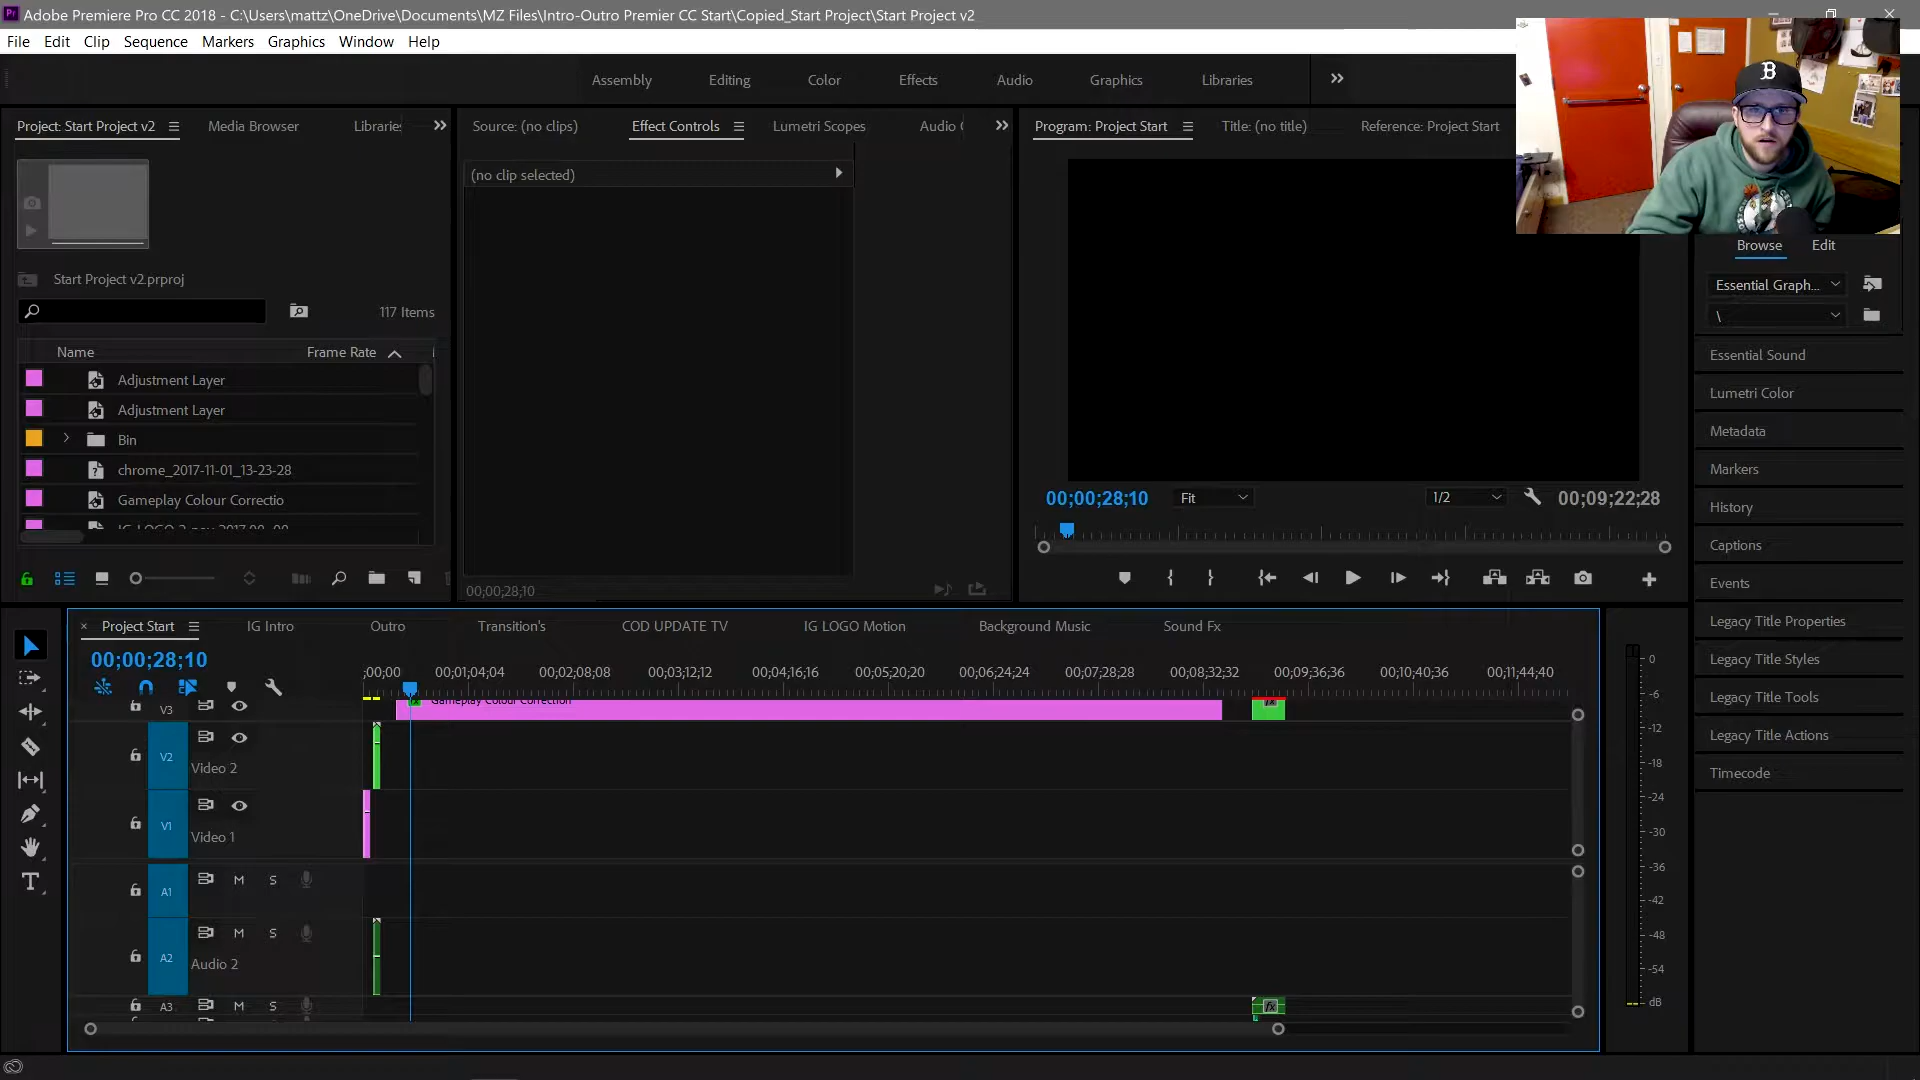 Adobe Premiere Pro CC 2018 - C:\Users\mattz\OneDrive\Documents\MZ Files\Intro-Outro Premier CC Start\Copied_Start Project\Start Project v2
File Edit Clip Sequence Markers Graphics Window Help
Assembly Editing Color Effects Audio Graphics Libraries
Project: Start Project v2 Media Browser Librarie
Source: (no clips) Effect Controls Lumetri Scopes Audio
Program: Project Start Title: (no title) Reference: Project Start
B
(no clip selected)
Browse Edit
Start Project v2.prproj
117 Items
Essential Graph...
\
Name Frame Rate
Adjustment Layer
Adjustment Layer
Bin
chrome_2017-11-01_13-23-28
Gameplay Colour Correctio
Essential Sound
Lumetri Color
Metadata
Markers
History
Captions
Events
Legacy Title Properties
Legacy Title Styles
Legacy Title Tools
Legacy Title Actions
Timecode
00;00;28;10 Fit 1/2 00;09;22;28
00;00;28;10
Project Start IG Intro Outro Transition's COD UPDATE TV IG LOGO Motion Background Music Sound Fx
00;00;28;10
;00;00 00;01;04;04 00;02;08;08 00;03;12;12 00;04;16;16 00;05;20;20 00;06;24;24 00;07;28;28 00;08;32;32 00;09;36;36 00;10;40;36 00;11;44;40
V3
fx Gameplay Colour Correction
fx
V2 Video 2
V1 Video 1
A1 M S
A2 M S
Audio 2
A3 M S
fx
0
-6
-12
-18
-24
-30
-36
-42
-48
-54
dB